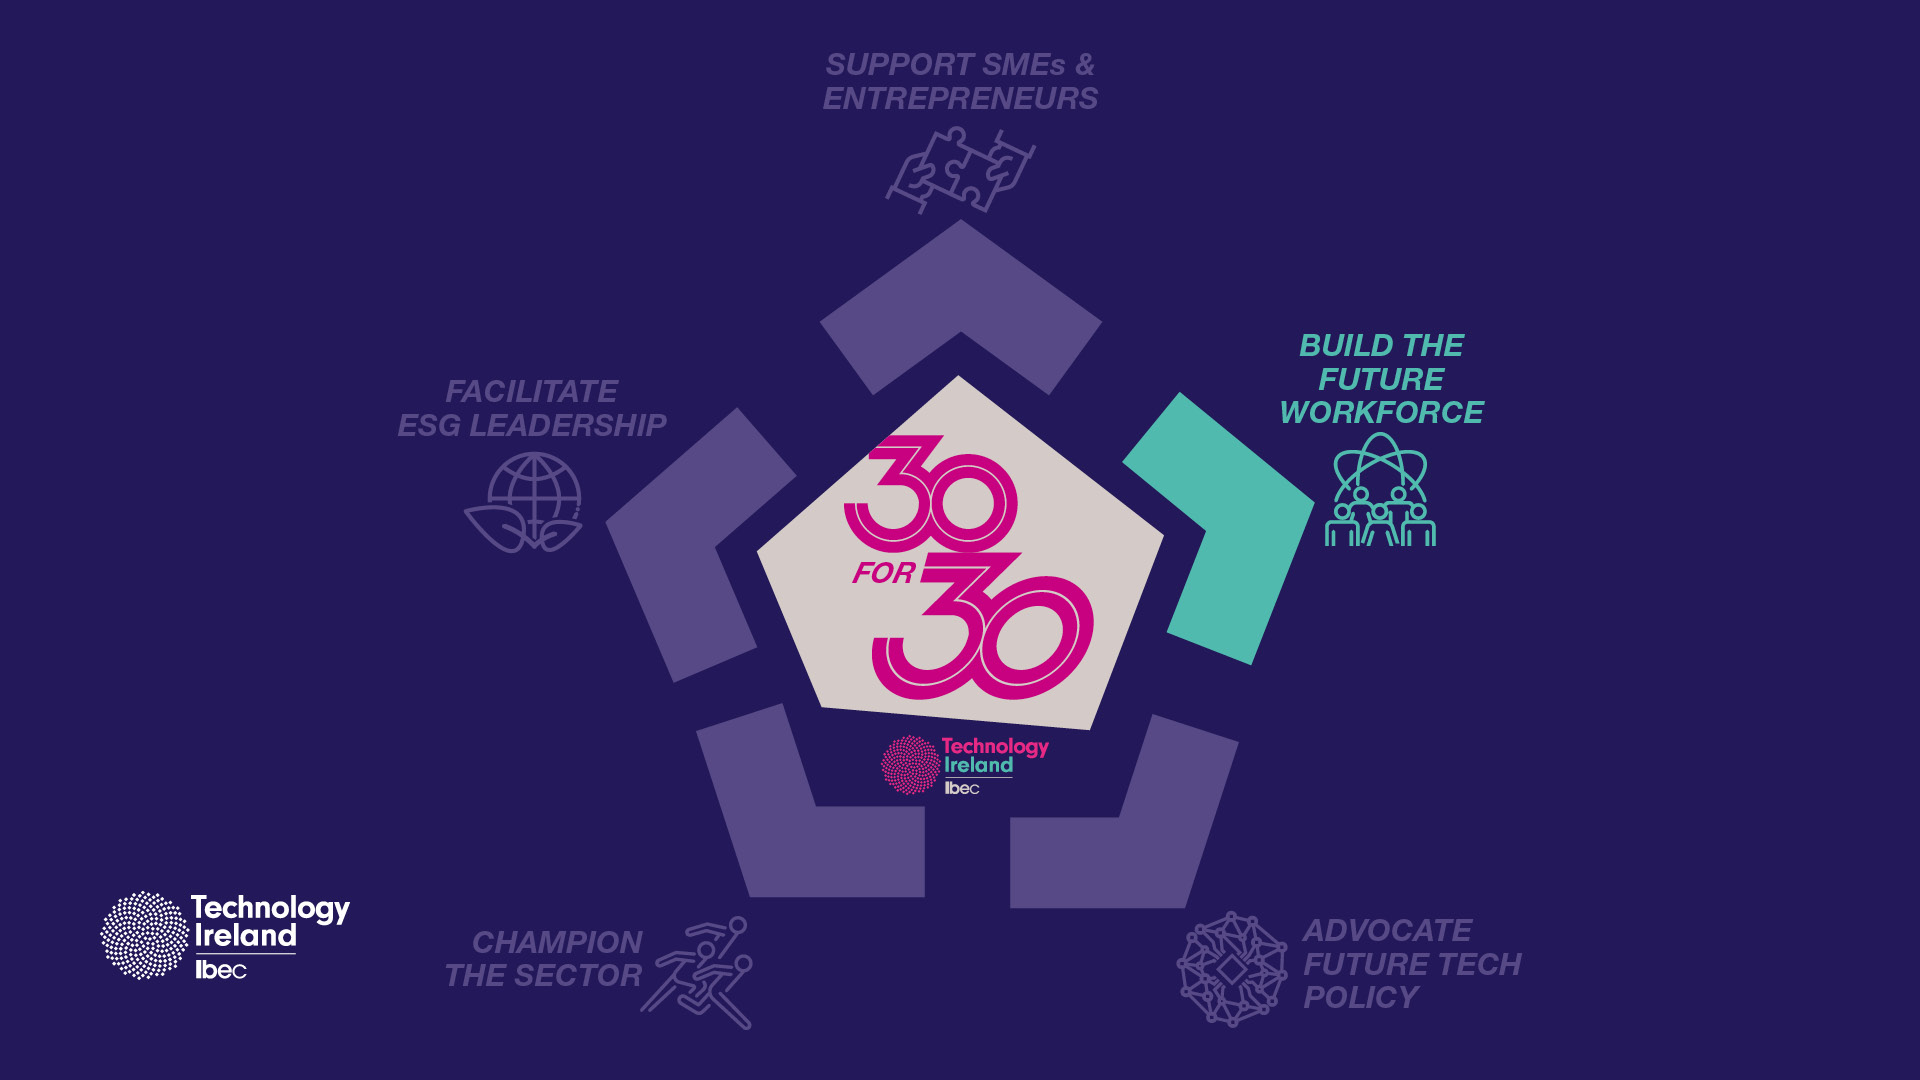 SUPPORT SMEs &
ENTREPRENEURS
BUILD THE
FUTURE
WORKFORCE
FACILITATE
ESG LEADERSHIP
30
FOR
30
Technology
Ireland
Ibec
Technology
Ireland
Ibec
CHAMPION
THE SECTOR
ADVOCATE
FUTURE TECH
POLICY